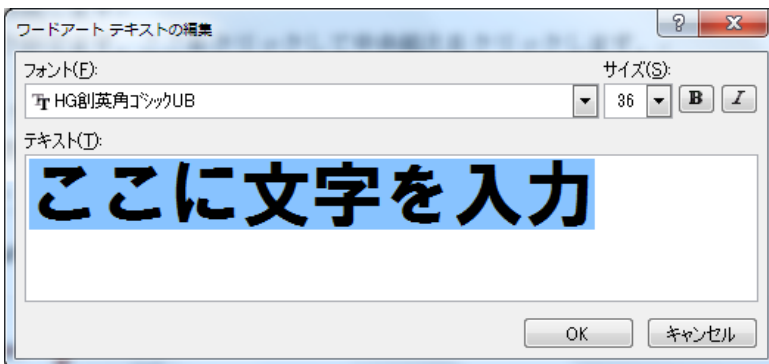 ワードアート テキストの編集
フォント(F): サイズ(S):
HG創英角ゴシックUB 36 B I
テキスト(T):
ここに文字を入力
OK キャンセル